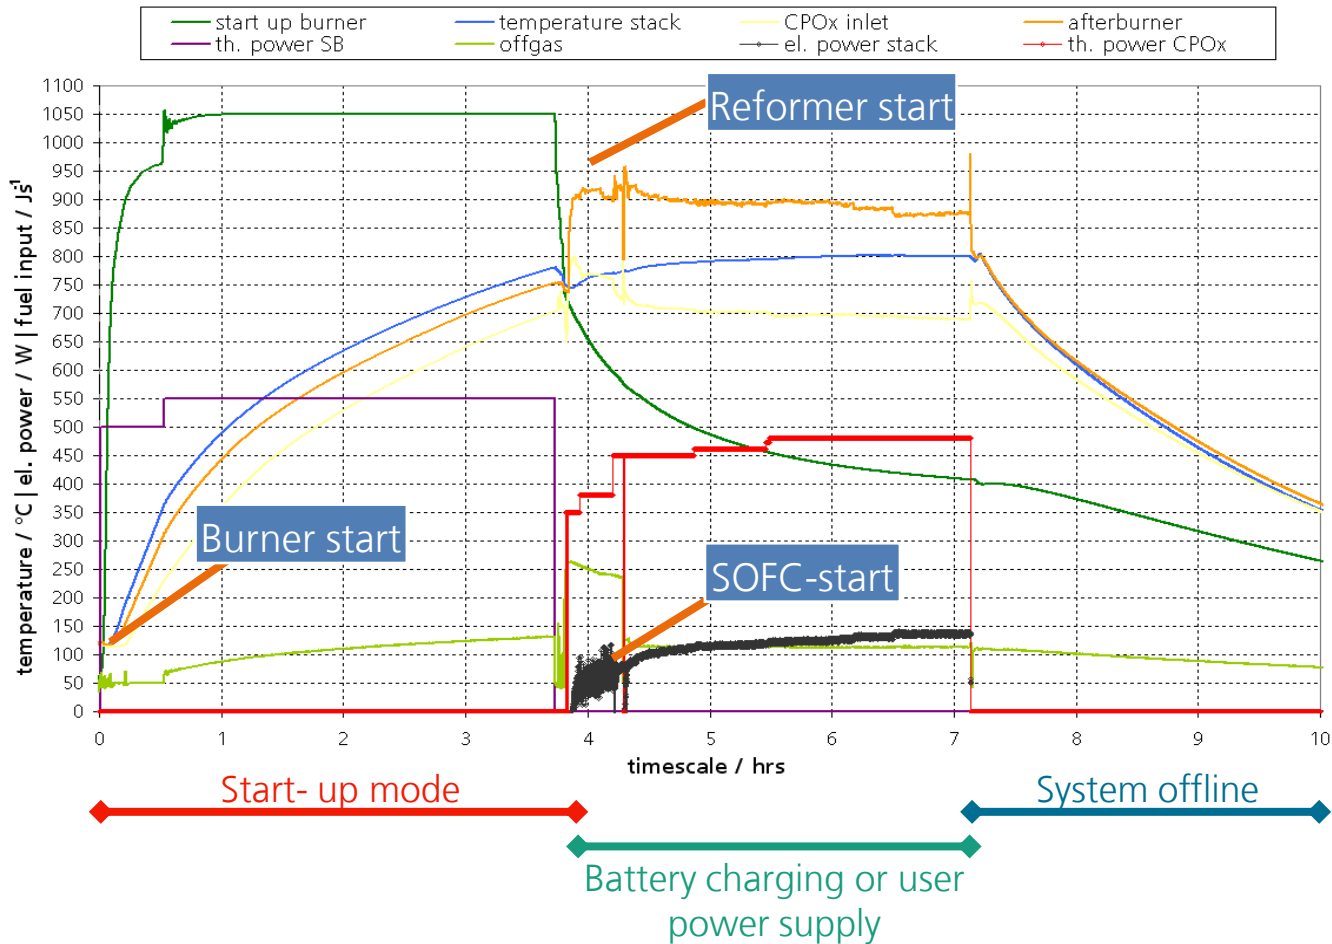 start up burner temperature stack CPOx inlet afterburner
th. power SB offgas el. power stack th. power CPOx
temperature / °C | el. power / W | fuel input / Js¹
1100
1050
1000
950
900
850
800
750
700
650
600
550
500
450
400
350
300
250
200
150
100
50
0
Reformer start
Burner start
SOFC-start
0 1 2 3 4 5 6 7 8 9 10
timescale / hrs
Start- up mode
System offline
Battery charging or user
power supply